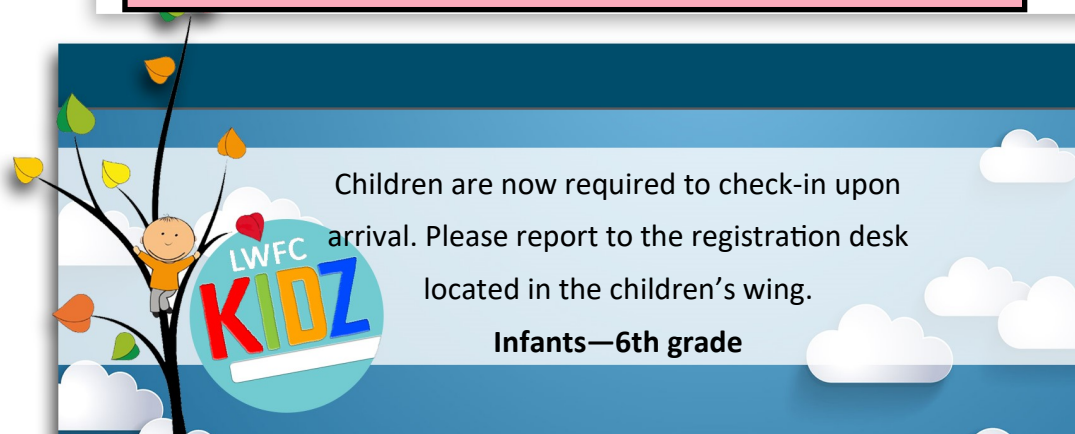 Children are now required to check-in upon
arrival. Please report to the registration desk
located in the children's wing.
Infants—6th grade
LWFC
KIDZ